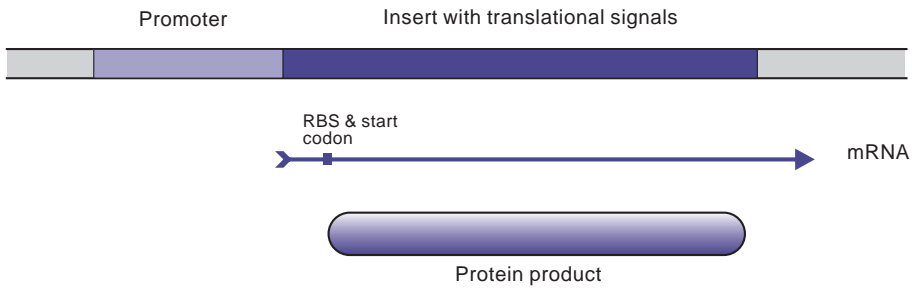 Promoter
Insert with translational signals
RBS & start
codon
mRNA
Protein product